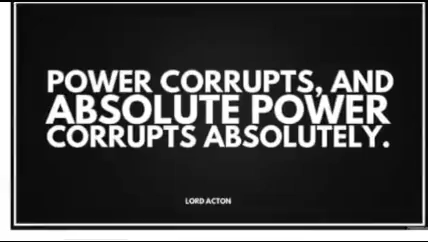 POWER CORRUPTS, AND
ABSOLUTE POWER
CORRUPTS ABSOLUTELY.
LORD ACTON